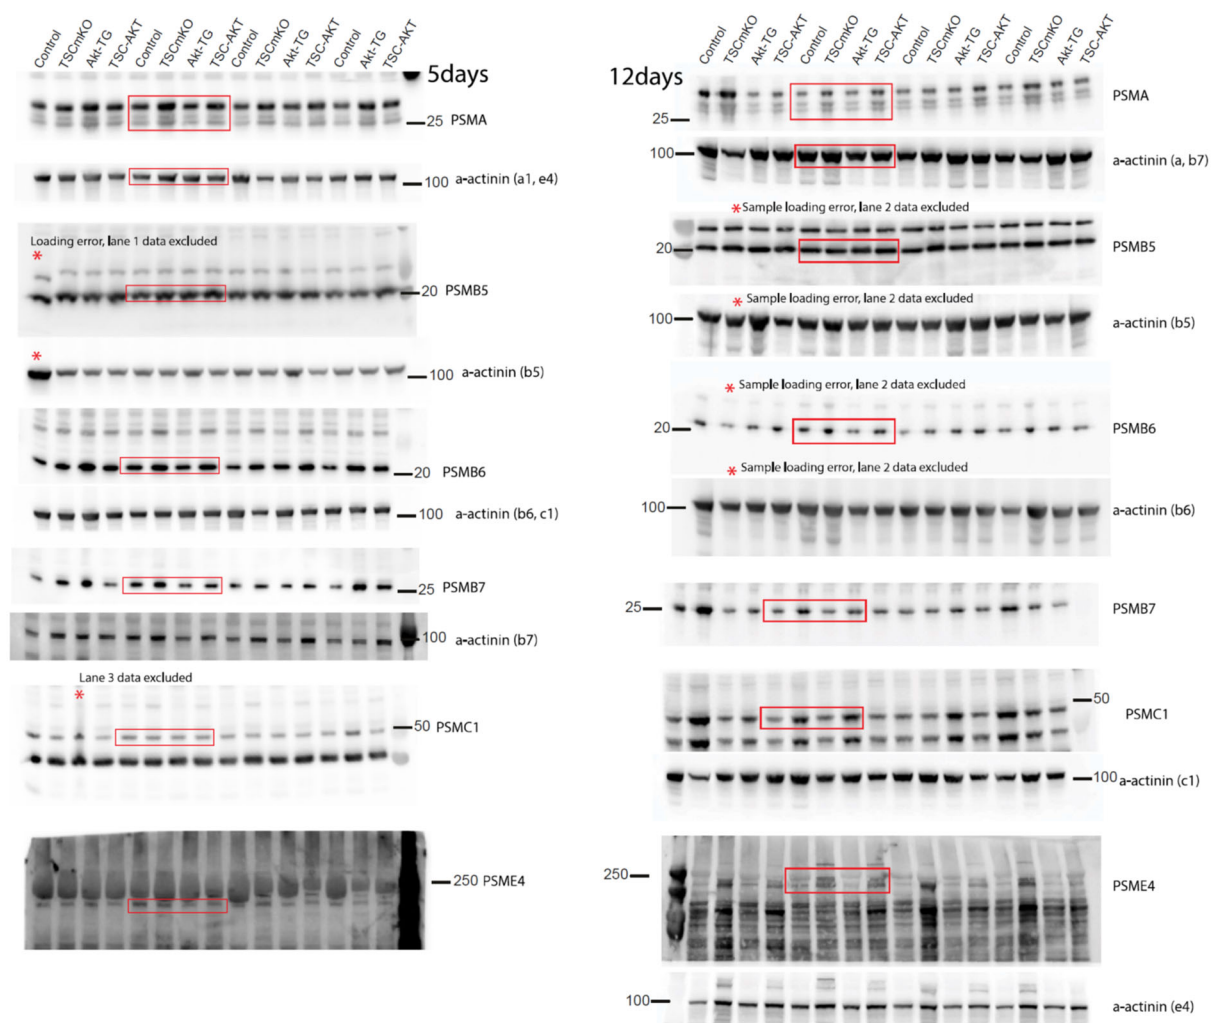 Control TSCmKO Akt-TG TSC-AKT Control TSCmKO Akt-TG TSC-AKT Control TSCmKO Akt-TG TSC-AKT Control Akt-TG TSC-AKT
5days
25 PSMA
100 a-actinin (a1, e4)
Loading error, lane 1 data excluded
*
20 PSMB5
*
100 a-actinin (b5)
20 PSMB6
100 a-actinin (b6, c1)
25 PSMB7
100 a-actinin (b7)
Lane 3 data excluded
*
50 PSMC1
250 PSME4
Control TSCmKO Akt-TG TSC-AKT Control TSCmKO Akt-TG TSC-AKT Control TSCmKO Akt-TG TSC-AKT Control TSCmKO Akt-TG TSC-AKT
12days
PSMA
25
100 a-actinin (a, b7)
* Sample loading error, lane 2 data excluded
20 PSMB5
* Sample loading error, lane 2 data excluded
100 a-actinin (b5)
* Sample loading error, lane 2 data excluded
20 PSMB6
* Sample loading error, lane 2 data excluded
100 a-actinin (b6)
25 PSMB7
50
PSMC1
100 a-actinin (c1)
250 PSME4
100 a-actinin (e4)